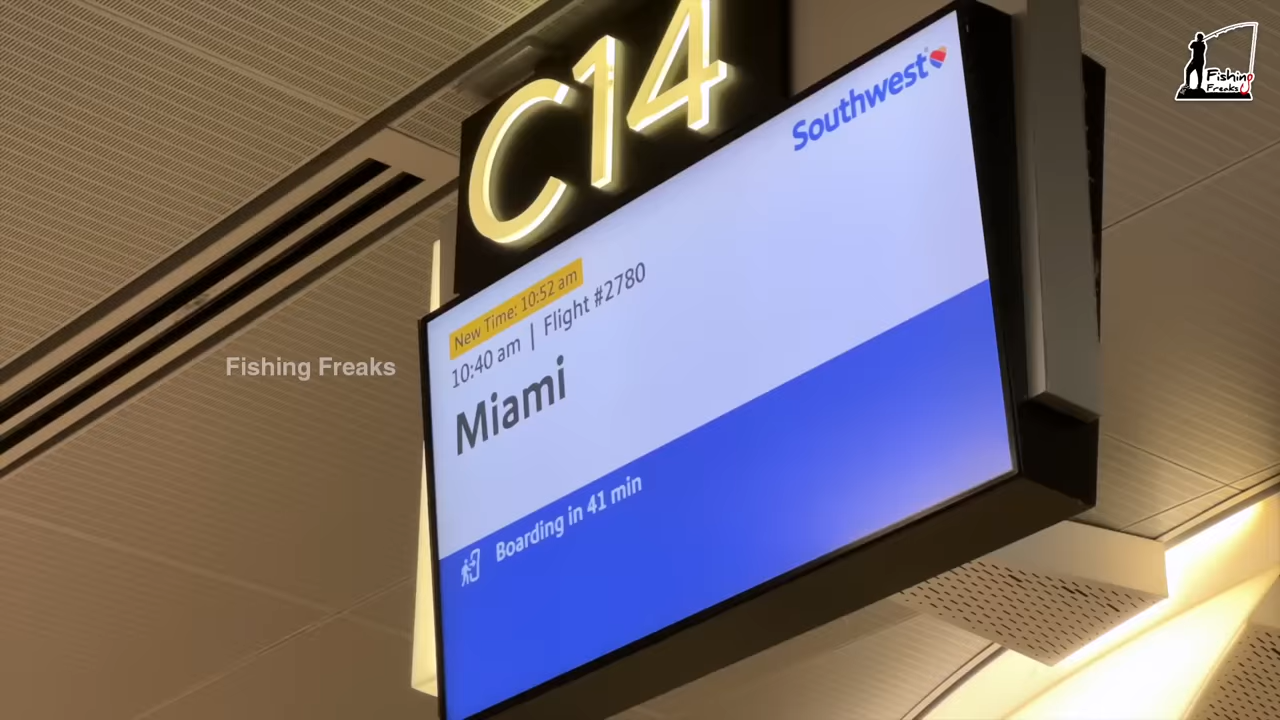 C14
Southwest
New Time: 10:52 am
10:40 am | Flight #2780
Miami
Boarding in 41 min
Fishing Freaks
Fishing
Freaks